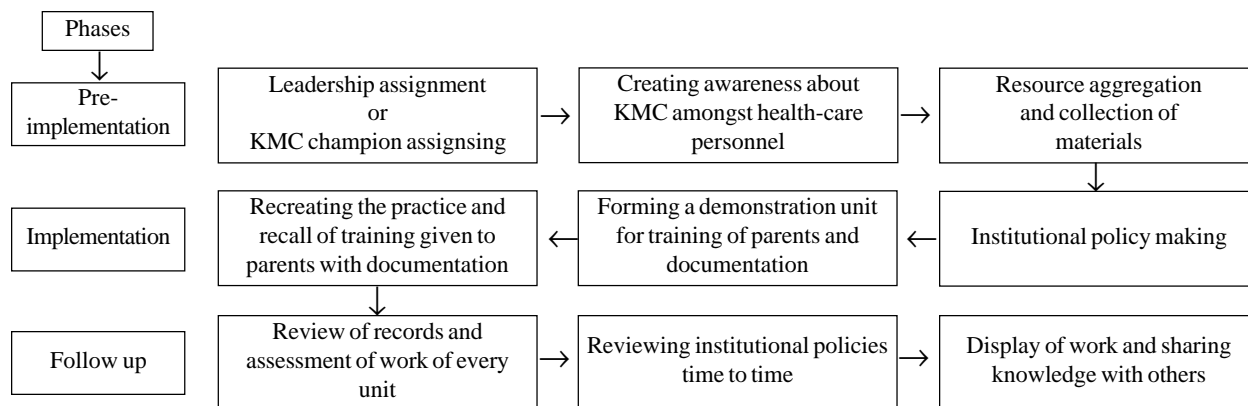 Phases
Pre-
implementation
Leadership assignment
or
KMC champion assignsing
Creating awareness about
KMC amongst health-care
personnel
Resource aggregation
and collection of
materials
Implementation
Recreating the practice and
recall of training given to
parents with documentation
Forming a demonstration unit
for training of parents and
documentation
Institutional policy making
Follow up
Review of records and
assessment of work of every
unit
Reviewing institutional policies
time to time
Display of work and sharing
knowledge with others